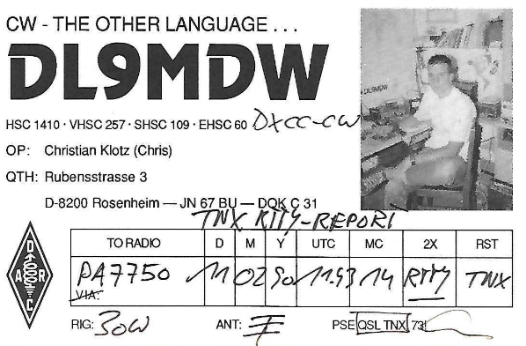 CW - THE OTHER LANGUAGE . . .
DL9MDW
HSC 1410 · VHSC 257 · SHSC 109 · EHSC 60 DXCC-CW
OP: Christian Klotz (Chris)
QTH: Rubensstrasse 3
D-8200 Rosenheim — JN 67 BU — DOK C 31
TNX RTTY-REPORT
TO RADIO D M Y UTC MC 2X RST
PA7750 11 02 90 11.53 14 RTTY TNX
VIA:
DARC
RIG: 30W ANT: PSE QSL TNX 73!